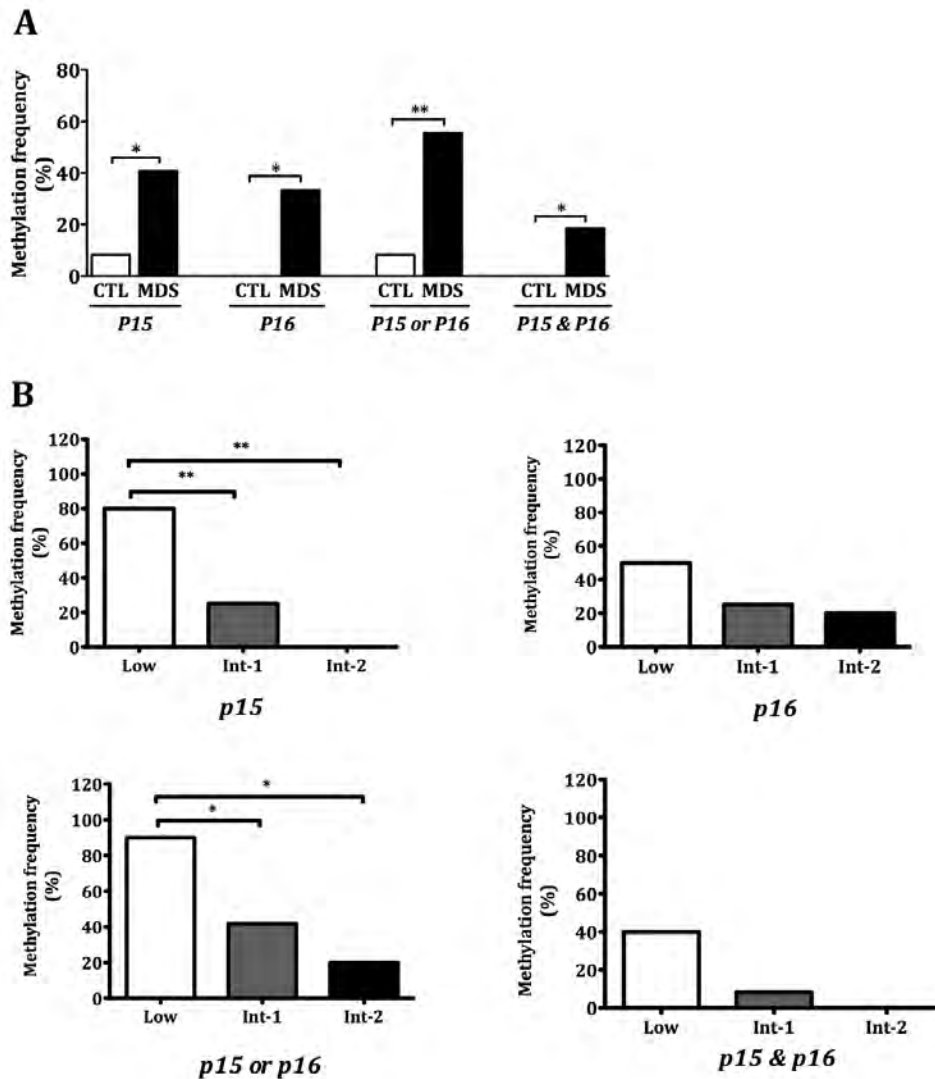 A
Methylation frequency
(%)
80
60
40
20
0
*
*
**
*
CTL MDS
CTL MDS
CTL MDS
CTL MDS
P15
P16
P15 or P16
P15 & P16
B
Methylation frequency
(%)
120
100
80
60
40
20
0
**
**
Low
Int-1
Int-2
p15
Methylation frequency
(%)
120
100
80
60
40
20
0
Low
Int-1
Int-2
p16
Methylation frequency
(%)
120
100
80
60
40
20
0
*
*
Low
Int-1
Int-2
p15 or p16
Methylation frequency
(%)
120
100
80
60
40
20
0
Low
Int-1
Int-2
p15 & p16